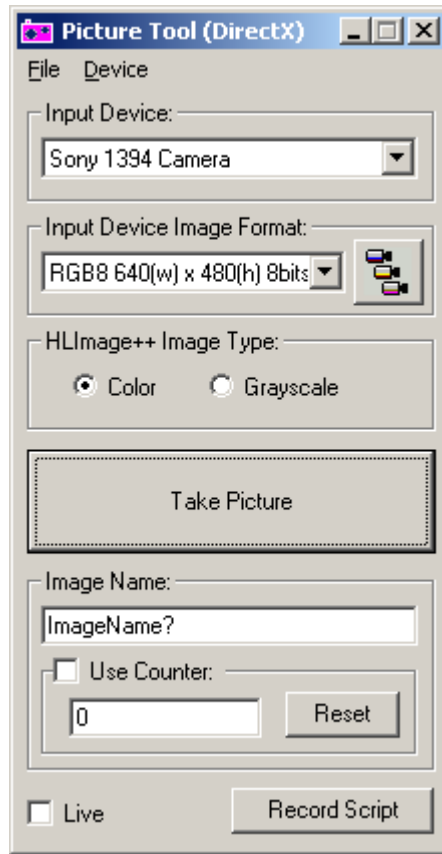 Picture Tool (DirectX)
File Device
Input Device:
Sony 1394 Camera
Input Device Image Format:
RGB8 640(w) x 480(h) 8bits
HLImage++ Image Type:
Color Grayscale
Take Picture
Image Name:
ImageName?
Use Counter:
0 Reset
Live Record Script